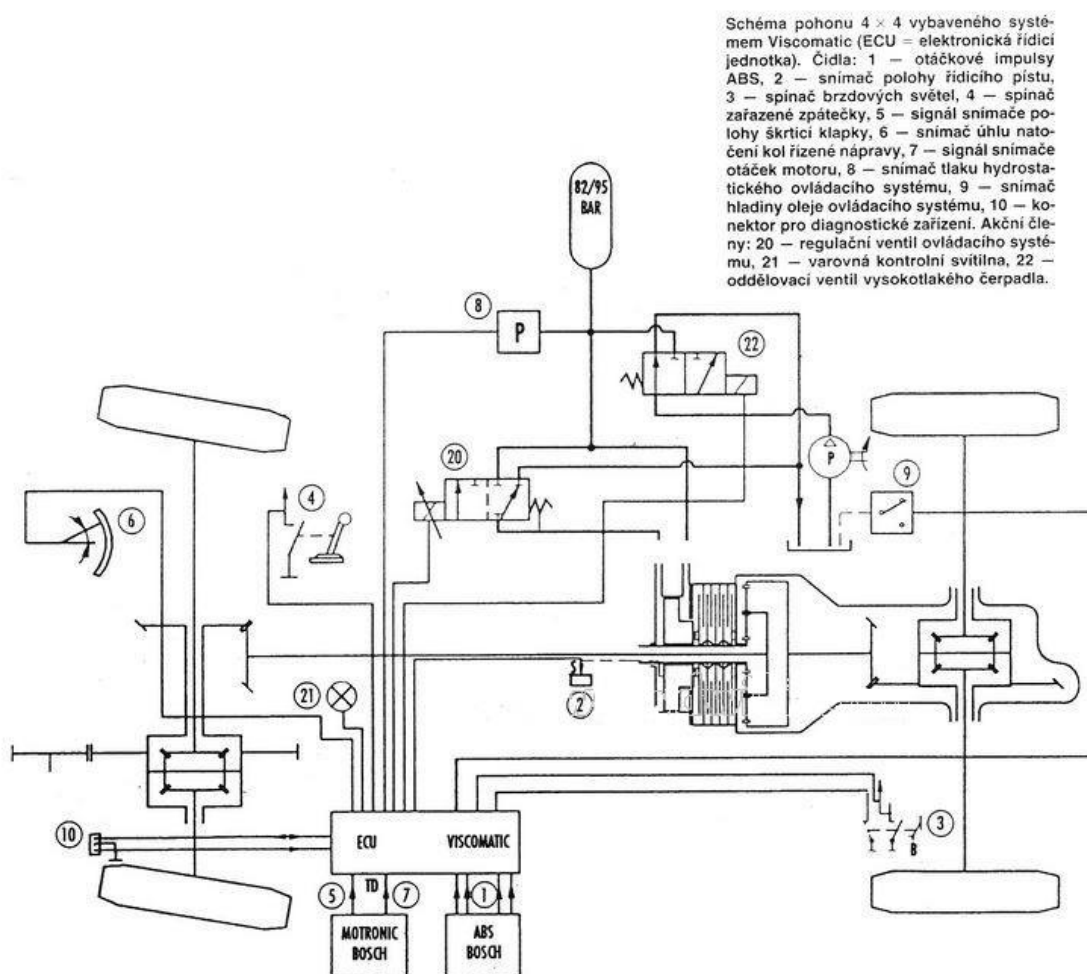 Schéma pohonu 4 × 4 vybaveného systé-
mem Viscomatic (ECU = elektronická řídicí
jednotka). Čidla: 1 — otáčkové impulsy
ABS, 2 — snímač polohy řídicího pístu,
3 — spínač brzdových světel, 4 — spínač
zařazené zpátečky, 5 — signál snímače po-
lohy škrticí klapky, 6 — snímač úhlu nato-
čení kol řízené nápravy, 7 — signál snímače
otáček motoru, 8 — snímač tlaku hydrosta-
tického ovládacího systému, 9 — snímač
hladiny oleje ovládacího systému, 10 — ko-
nektor pro diagnostické zařízení. Akční čle-
ny: 20 — regulační ventil ovládacího systé-
mu, 21 — varovná kontrolní svítilna, 22 —
oddělovací ventil vysokotlakého čerpadla.
82/95
BAR
8
P
22
20
P
9
4
6
21
2
10
ECU
VISCOMATIC
3
B
5
TD
7
1
MOTRONIC
BOSCH
ABS
BOSCH